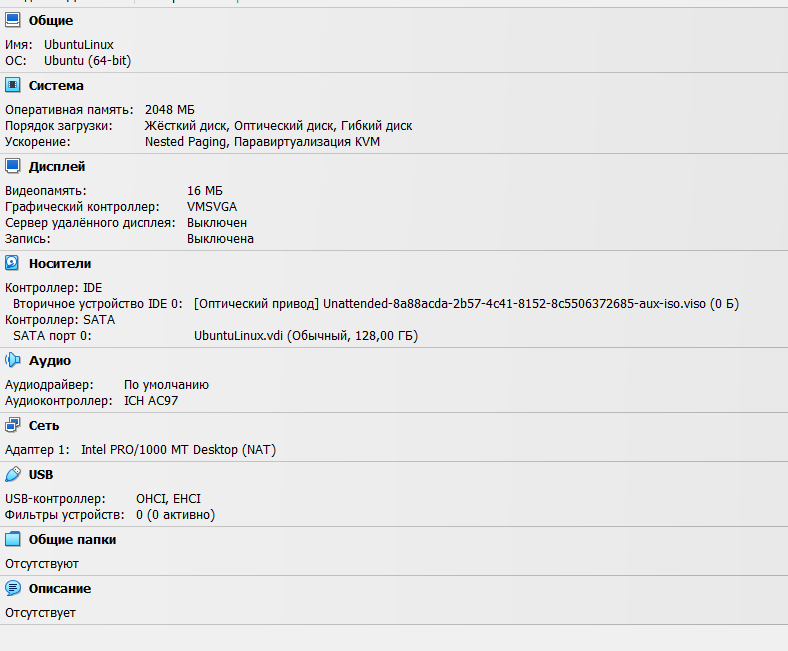 Общие
Имя: UbuntuLinux
ОС: Ubuntu (64-bit)
Система
Оперативная память: 2048 МБ
Порядок загрузки: Жёсткий диск, Оптический диск, Гибкий диск
Ускорение: Nested Paging, Паравиртуализация KVM
Дисплей
Видеопамять: 16 МБ
Графический контроллер: VMSVGA
Сервер удалённого дисплея: Выключен
Запись: Выключена
Носители
Контроллер: IDE
Вторичное устройство IDE 0: [Оптический привод] Unattended-8a88acda-2b57-4c41-8152-8c5506372685-aux-iso.viso (0 Б)
Контроллер: SATA
SATA порт 0: UbuntuLinux.vdi (Обычный, 128,00 ГБ)
Аудио
Аудиодрайвер: По умолчанию
Аудиоконтроллер: ICH AC97
Сеть
Адаптер 1: Intel PRO/1000 MT Desktop (NAT)
USB
USB-контроллер: OHCI, EHCI
Фильтры устройств: 0 (0 активно)
Общие папки
Отсутствуют
Описание
Отсутствует